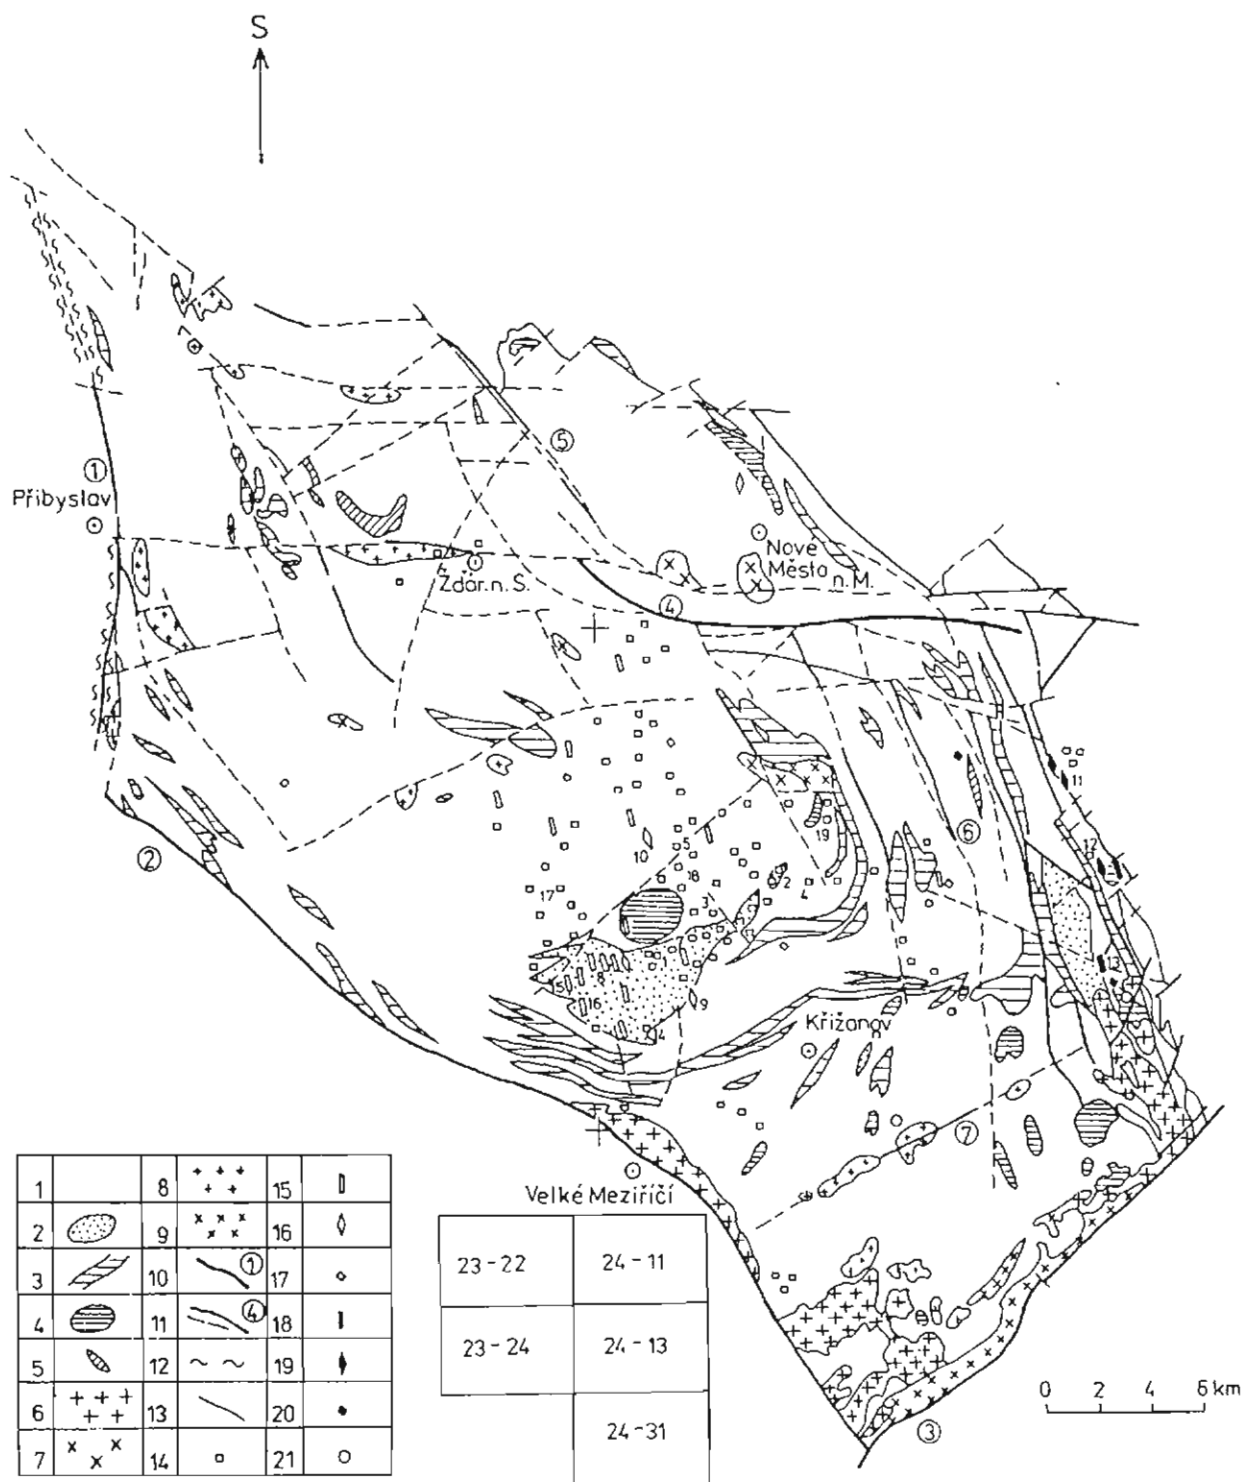 S
①
Přibyslav
⑤
Nové
Města
n. M.
Žďár. n. S.
④
②
11
⑥
12
19
10
5
18
17
2
4
3
13
1
8
15
16
9
14
Křižanov
⑦
Velké Meziříčí
③
1 8 15
2 9 16
3 10 ① 17
4 11 ④ 18
5 12 19
6 13 20
7 14 21
23-22 24-11
23-24 24-13
24-31
0 2 4 6 km